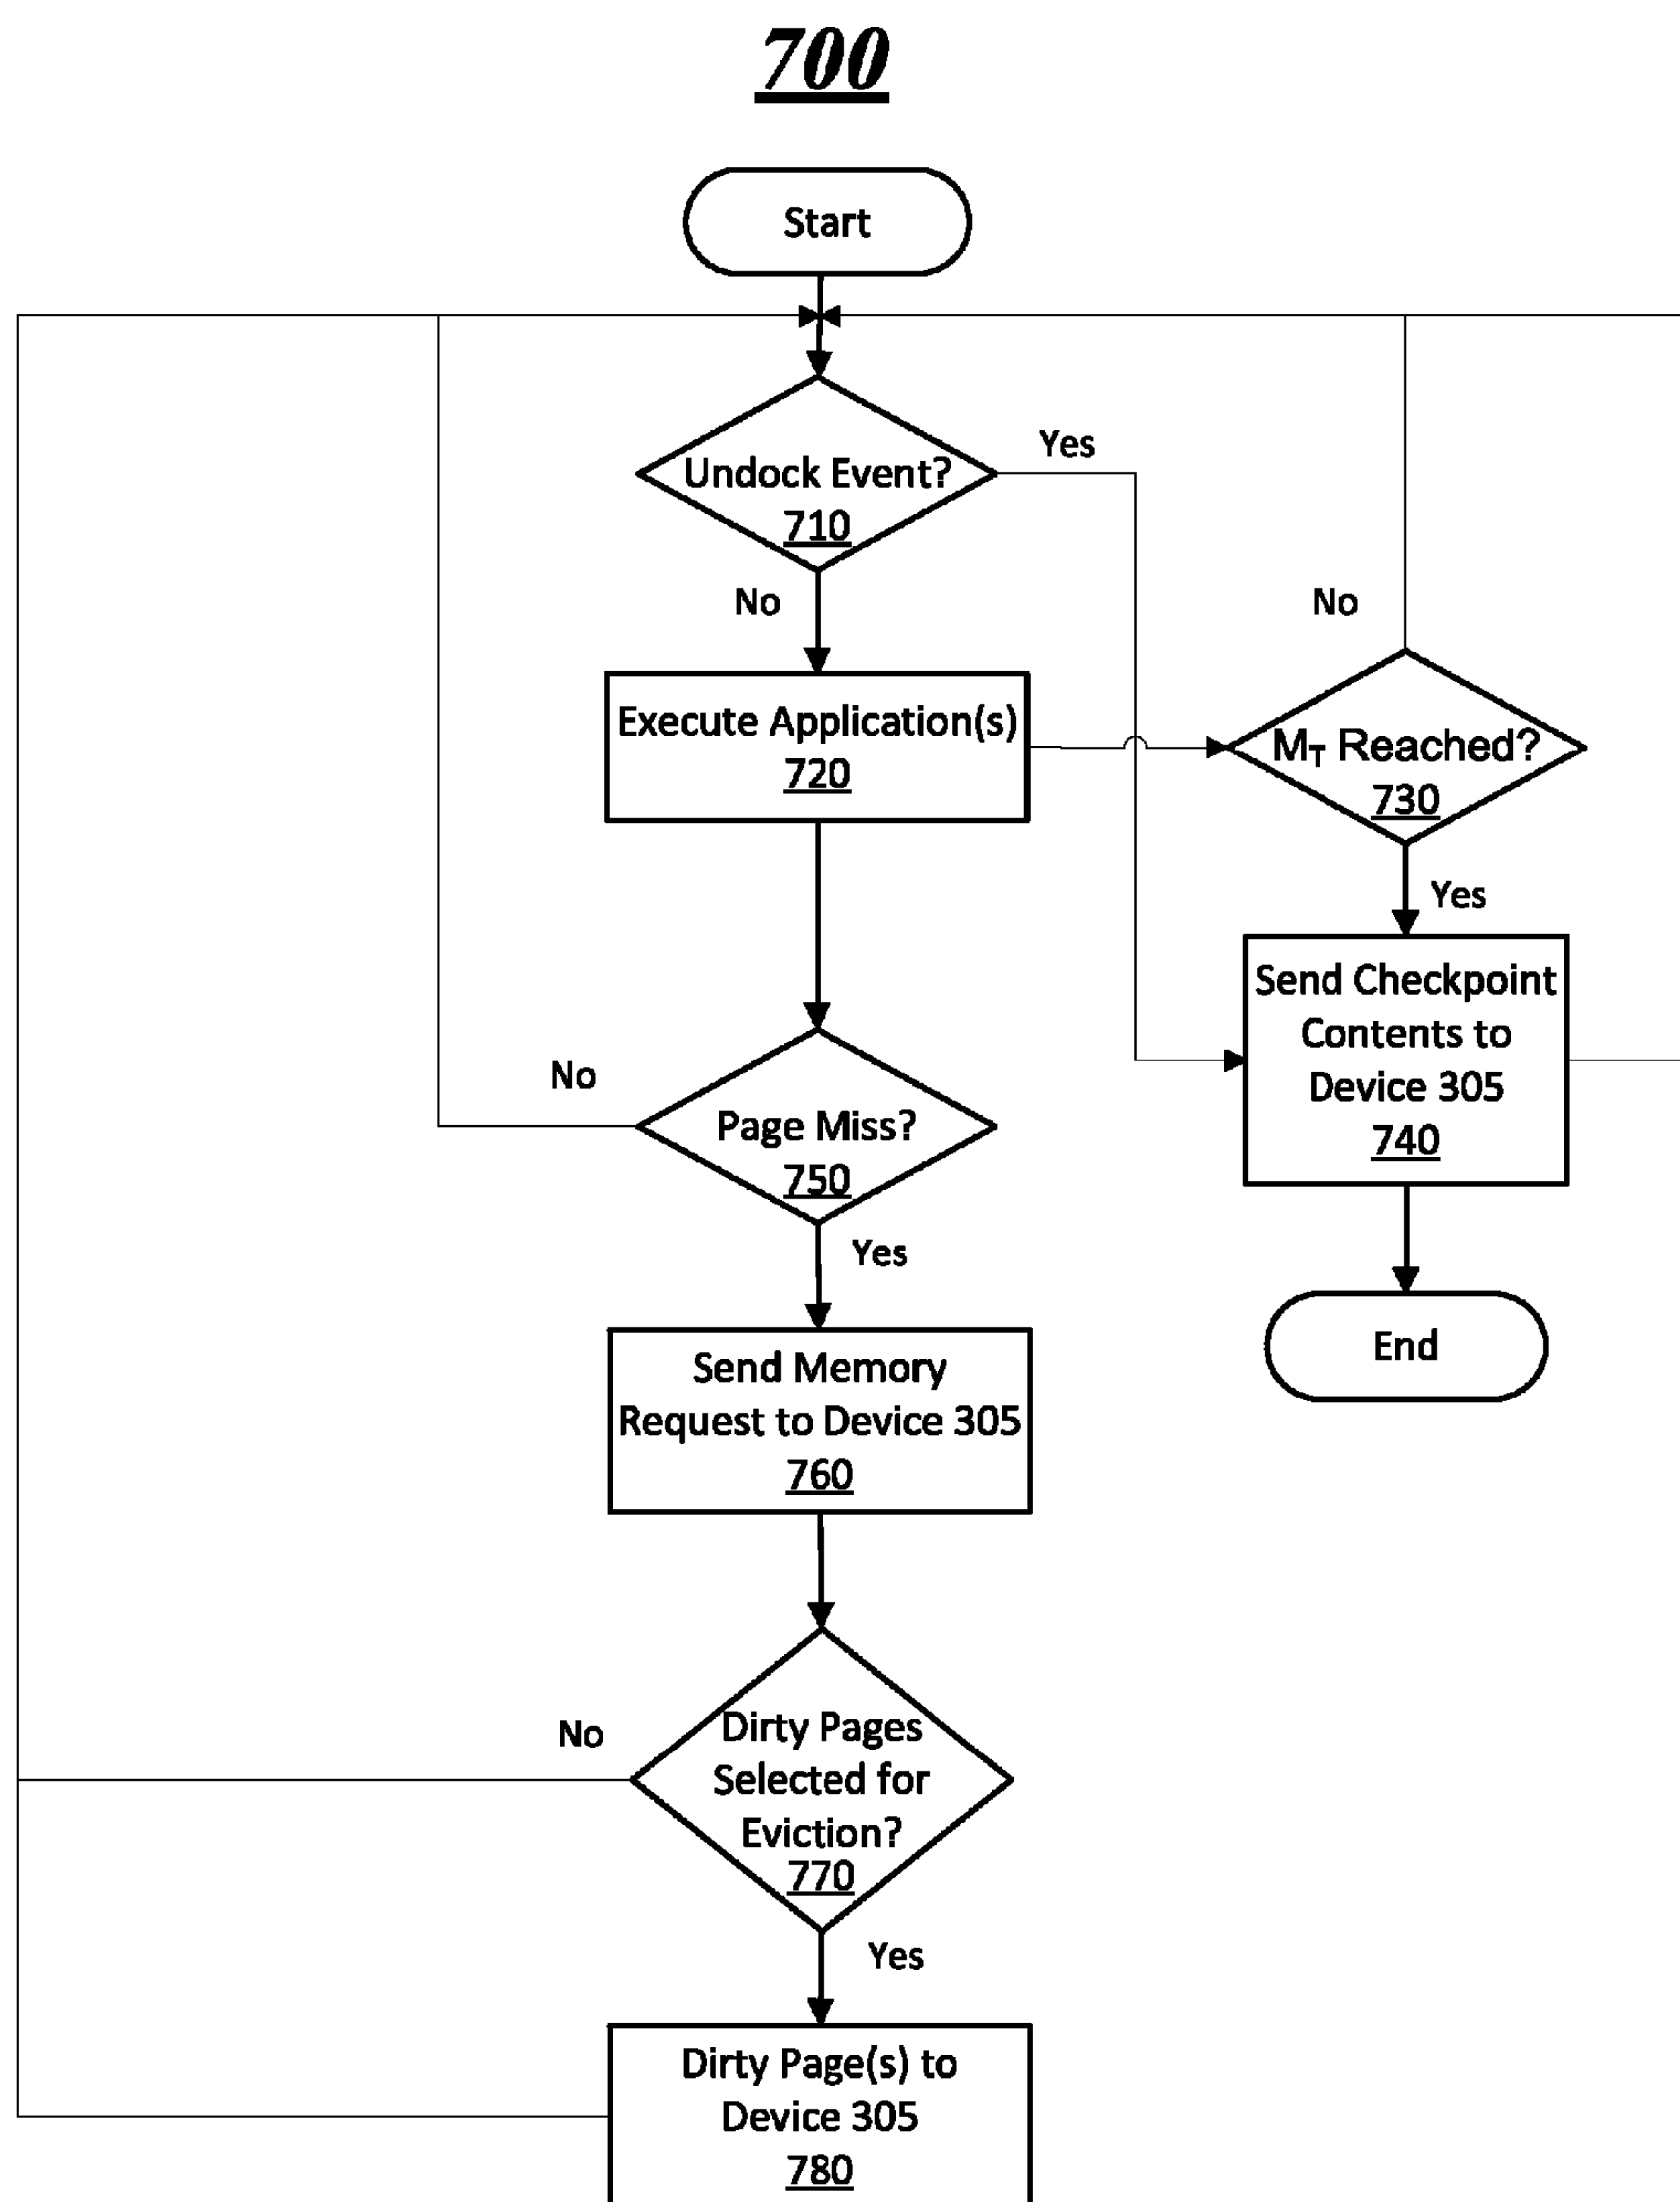 700
Start
Undock Event?
710
Yes
No
Execute Application(s)
720
No
MT Reached?
730
Yes
Send Checkpoint
Contents to
Device 305
740
End
Page Miss?
750
No
Yes
Send Memory
Request to Device 305
760
Dirty Pages
Selected for
Eviction?
770
No
Yes
Dirty Page(s) to
Device 305
780